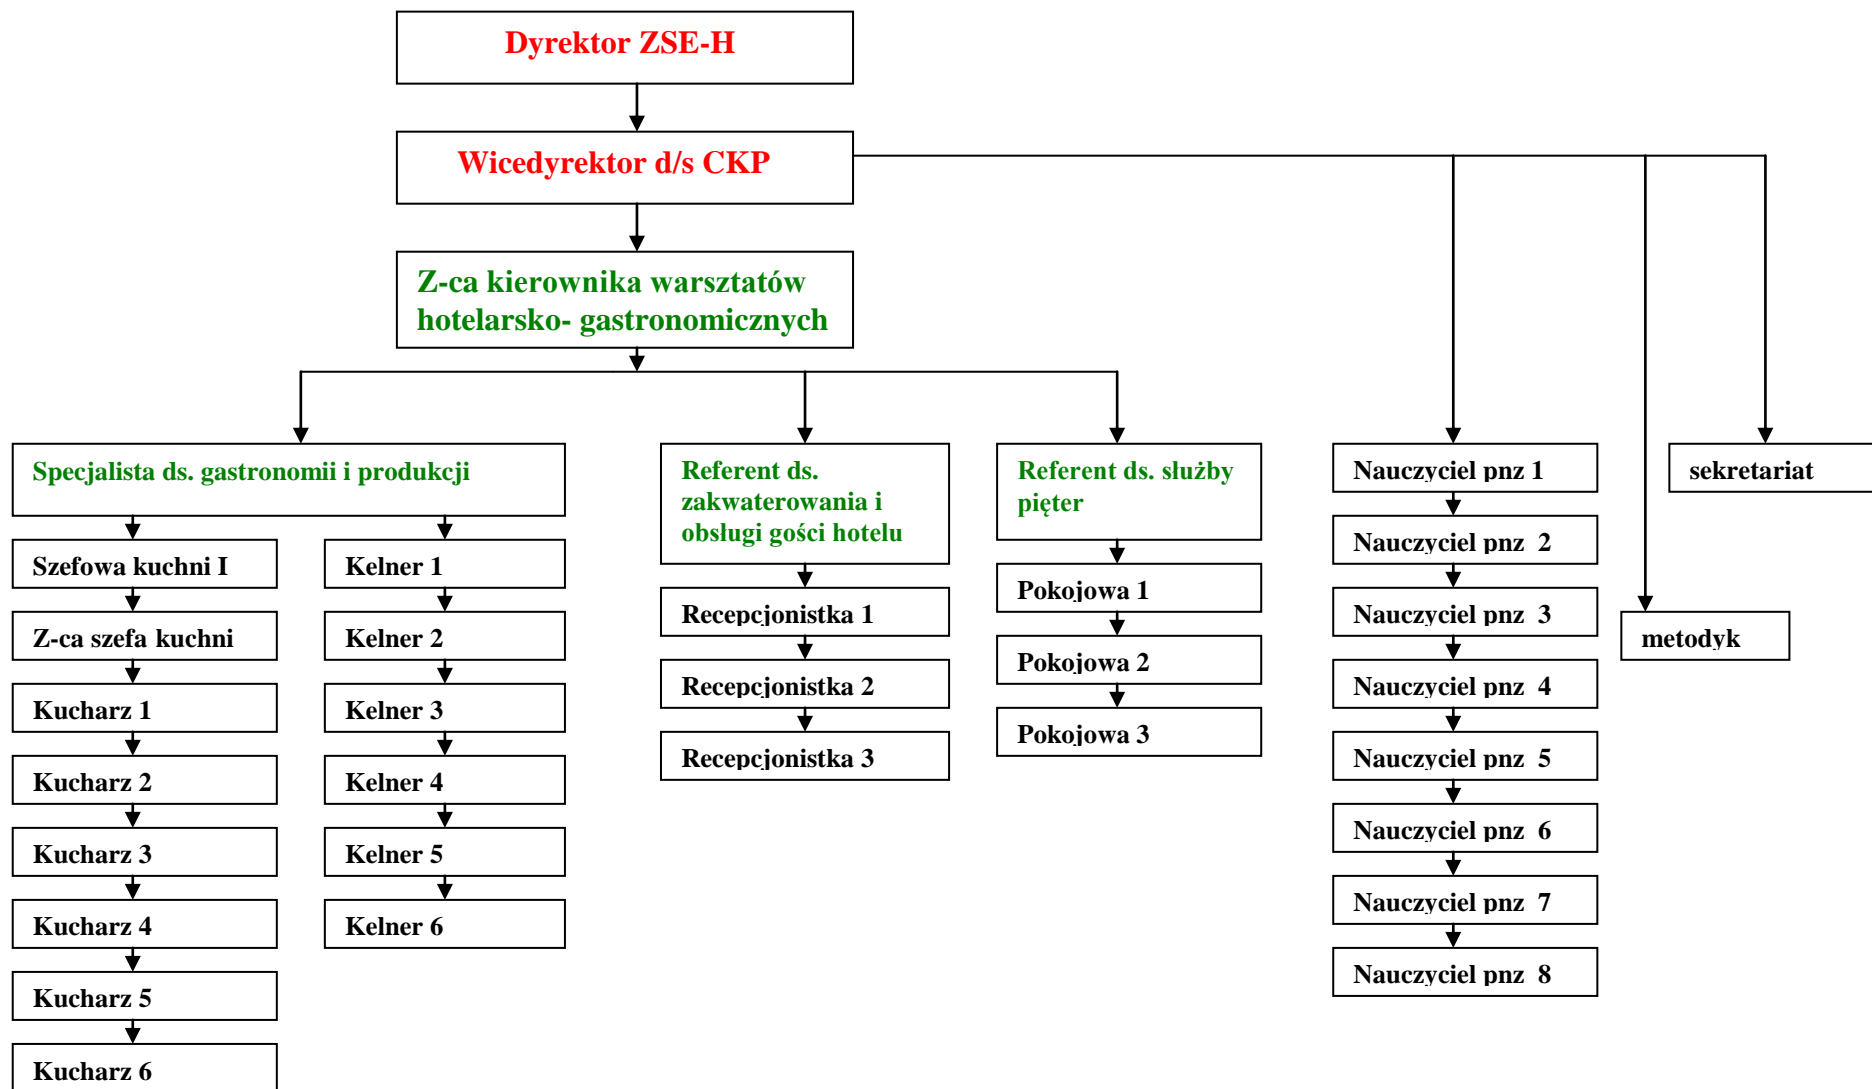 Dyrektor ZSE-H
Wicedyrektor d/s CKP
Z-ca kierownika warsztatów
hotelarsko- gastronomicznych
Specjalista ds. gastronomii i produkcji
Szefowa kuchni I
Z-ca szefa kuchni
Kucharz 1
Kucharz 2
Kucharz 3
Kucharz 4
Kucharz 5
Kucharz 6
Kelner 1
Kelner 2
Kelner 3
Kelner 4
Kelner 5
Kelner 6
Referent ds.
zakwaterowania i
obsługi gości hotelu
Recepcjonistka 1
Recepcjonistka 2
Recepcjonistka 3
Referent ds. służby
pięter
Pokojowa 1
Pokojowa 2
Pokojowa 3
Nauczyciel pnz 1
Nauczyciel pnz  2
Nauczyciel pnz  3
Nauczyciel pnz  4
Nauczyciel pnz  5
Nauczyciel pnz  6
Nauczyciel pnz  7
Nauczyciel pnz  8
metodyk
sekretariat